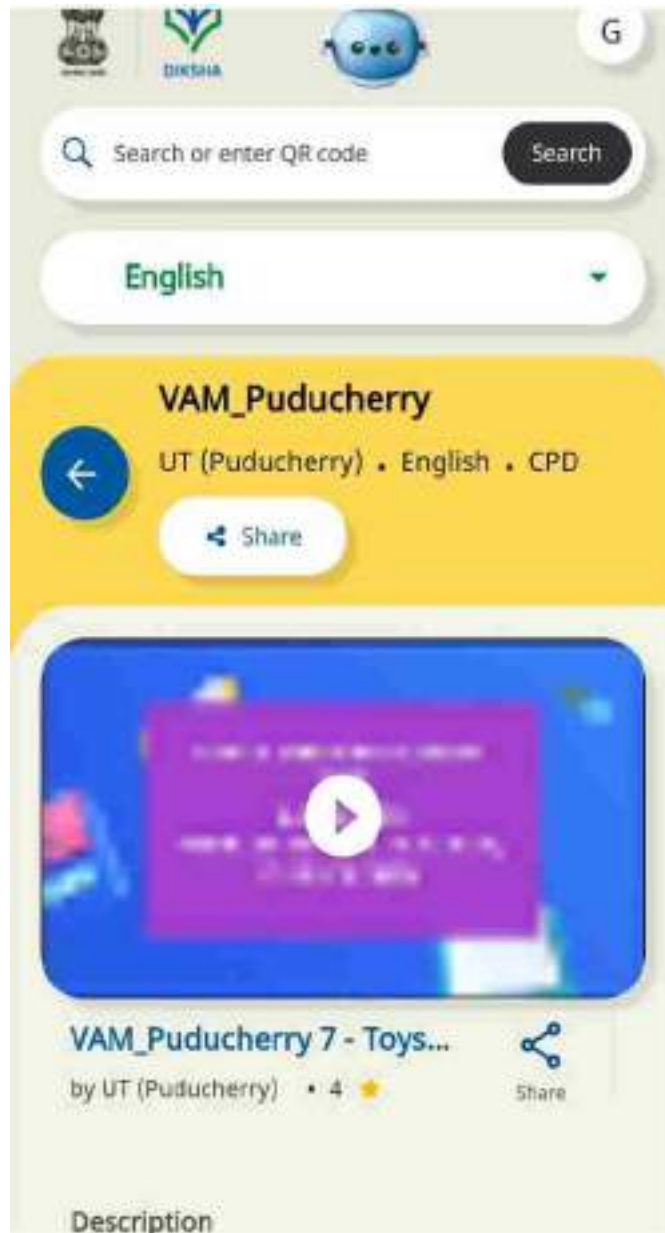 DIKSHA
G
Search or enter QR code
Search
English
VAM_Puducherry
UT (Puducherry) . English . CPD
Share
VAM_Puducherry 7 - Toys...
by UT (Puducherry) • 4
Share
Description